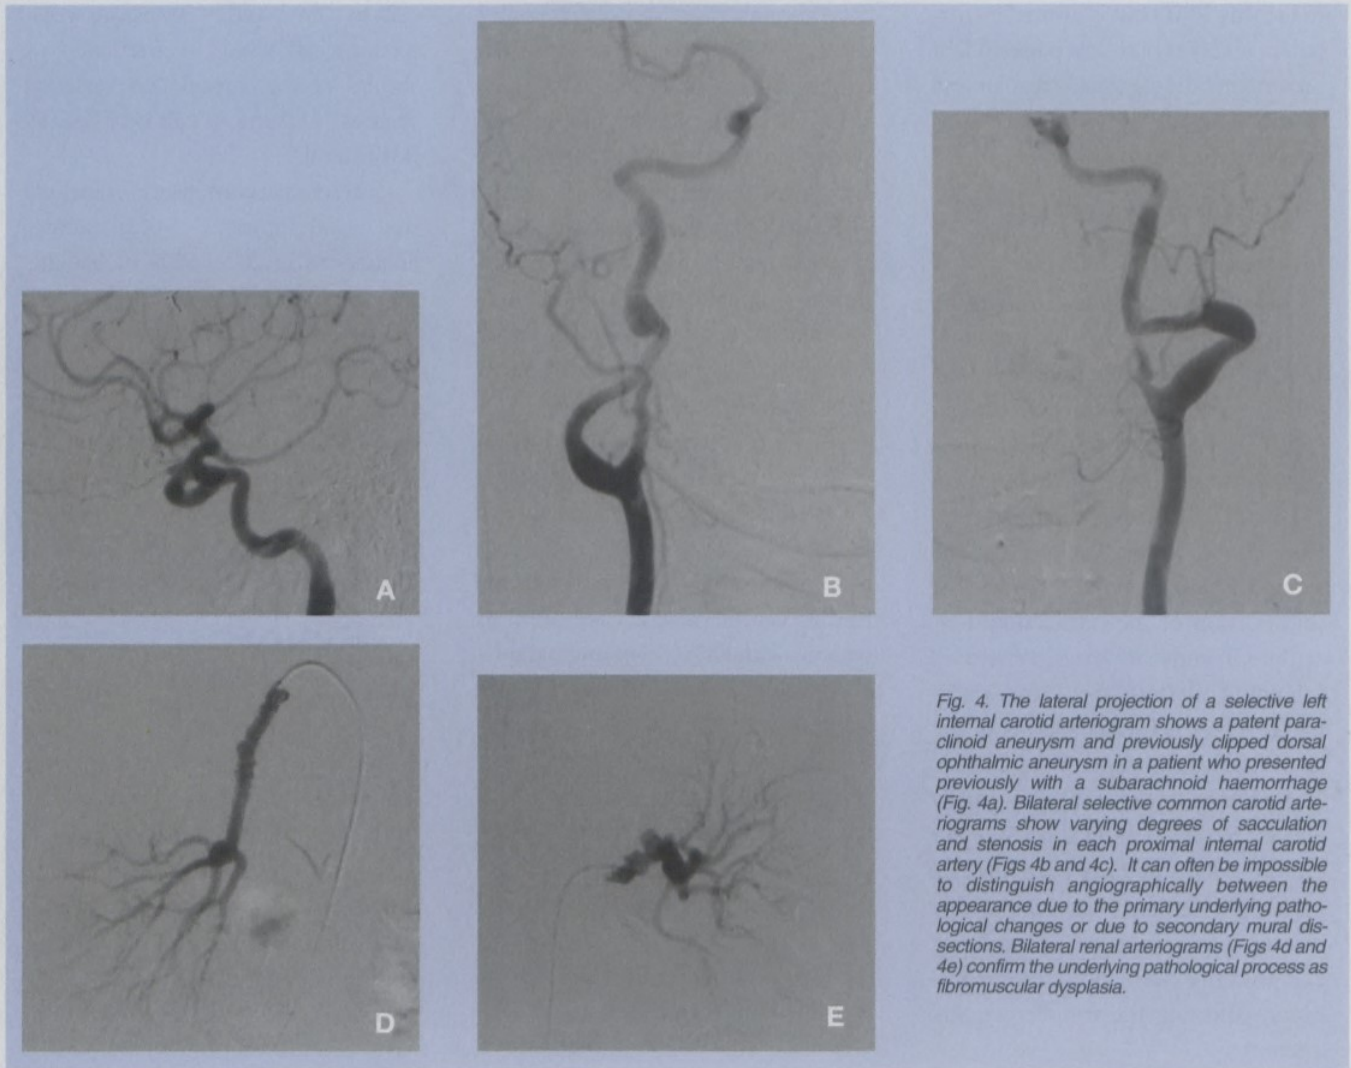 A
B
C
D
E
Fig. 4. The lateral projection of a selective left
internal carotid arteriogram shows a patent para-
clinoid aneurysm and previously clipped dorsal
ophthalmic aneurysm in a patient who presented
previously with a subarachnoid haemorrhage
(Fig. 4a). Bilateral selective common carotid arte-
riograms show varying degrees of sacculation
and stenosis in each proximal internal carotid
artery (Figs 4b and 4c). It can often be impossible
to distinguish angiographically between the
appearance due to the primary underlying patho-
logical changes or due to secondary mural dis-
sections. Bilateral renal arteriograms (Figs 4d and
4e) confirm the underlying pathological process as
fibromuscular dysplasia.